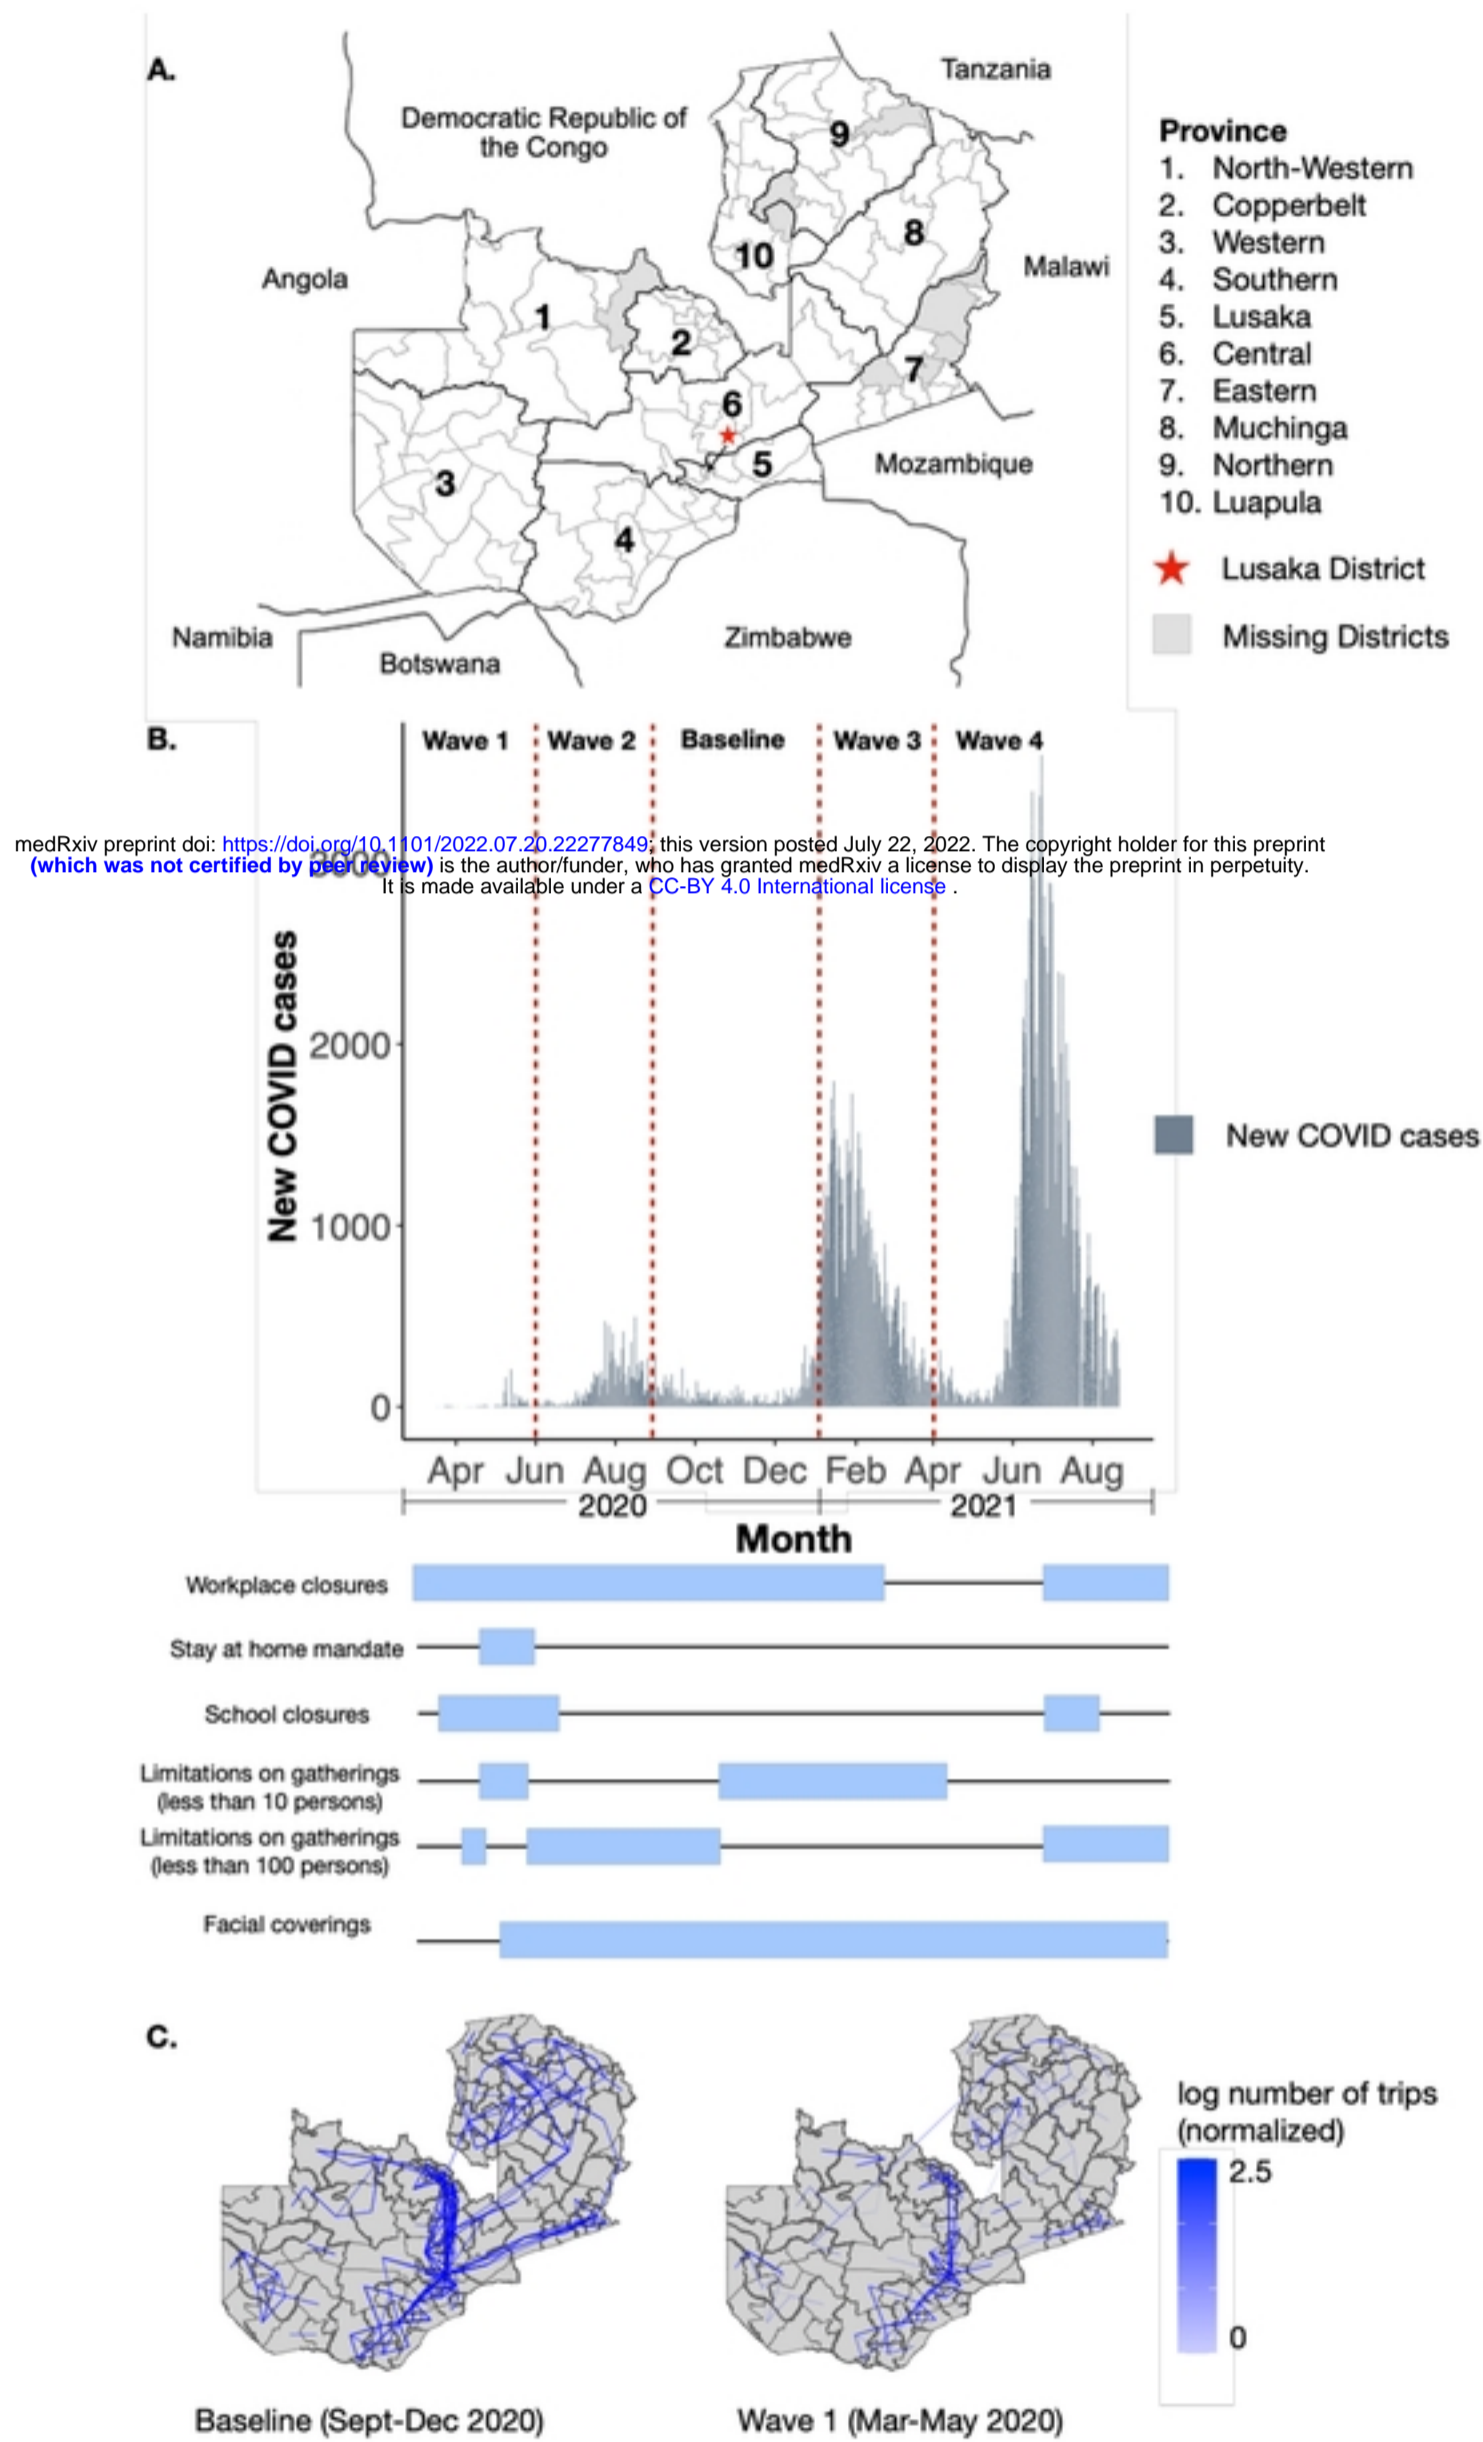 A.
Tanzania
Democratic Republic of
the Congo
Angola
Malawi
Mozambique
Namibia
Botswana
Zimbabwe
9
8
10
1
2
7
6
5
3
4
Province
1. North-Western
2. Copperbelt
3. Western
4. Southern
5. Lusaka
6. Central
7. Eastern
8. Muchinga
9. Northern
10. Luapula
Lusaka District
Missing Districts
B.
Wave 1 Wave 2 Baseline Wave 3 Wave 4
medRxiv preprint doi: https://doi.org/10.1101/2022.07.20.22277849; this version posted July 22, 2022. The copyright holder for this preprint
(which was not certified by peer review) is the author/funder, who has granted medRxiv a license to display the preprint in perpetuity.
It is made available under a CC-BY 4.0 International license .
3000
2000
1000
0
New COVID cases
New COVID cases
Apr Jun Aug Oct Dec Feb Apr Jun Aug
2020 2021
Month
Workplace closures
Stay at home mandate
School closures
Limitations on gatherings
(less than 10 persons)
Limitations on gatherings
(less than 100 persons)
Facial coverings
C.
log number of trips
(normalized)
2.5
0
Baseline (Sept-Dec 2020)
Wave 1 (Mar-May 2020)